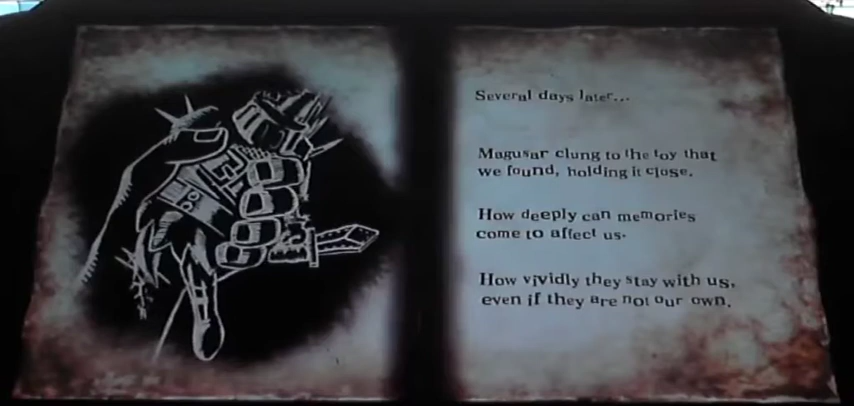 Several days later...
Magusar clung to the toy that
we found, holding it close.
How deeply can memories
come to affect us.
How vividly they stay with us,
even if they are not our own.